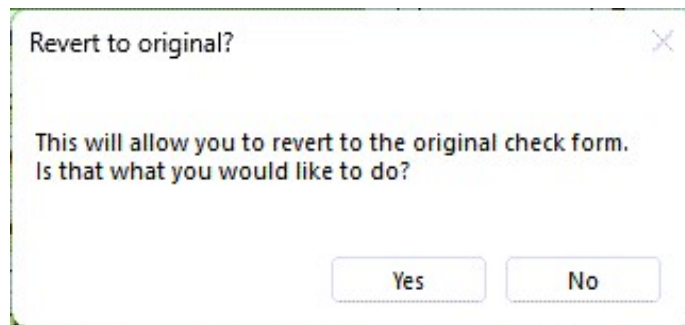 Revert to original?
This will allow you to revert to the original check form.
Is that what you would like to do?
Yes No